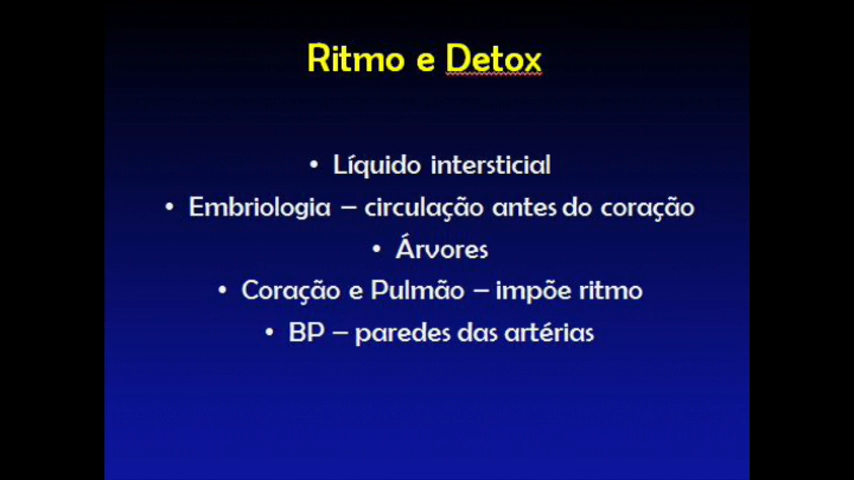 Ritmo e Detox
• Líquido intersticial
• Embriologia – circulação antes do coração
• Árvores
• Coração e Pulmão – impõe ritmo
• BP – paredes das artérias